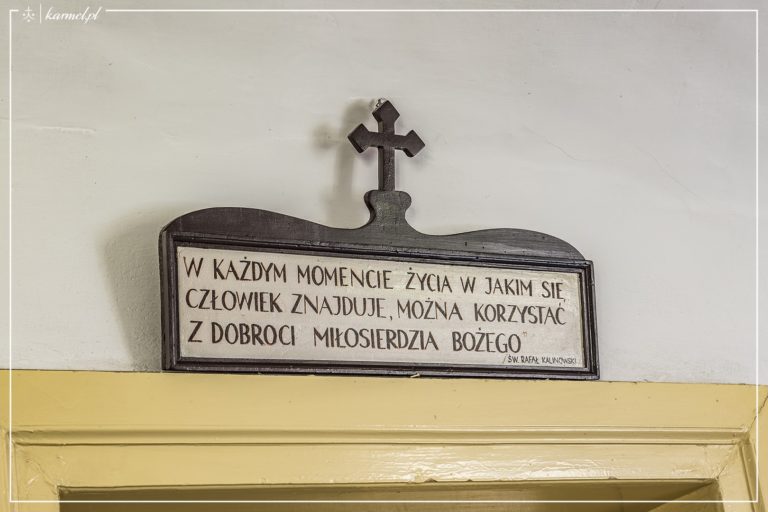 karmel.pl
W KAŻDYM MOMENCIE ŻYCIA W JAKIM SIĘ
CZŁOWIEK ZNAJDUJE, MOŻNA KORZYSTAĆ
Z DOBROCI MIŁOSIERDZIA BOŻEGO
ŚW. RAFAŁ KALINOWSKI